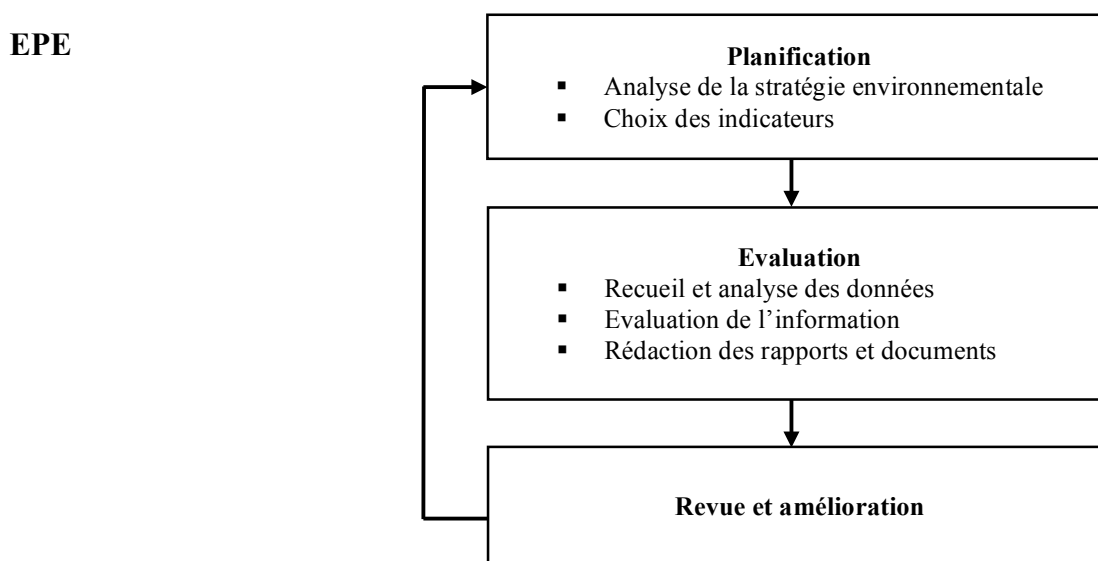 EPE
Planification
▪ Analyse de la stratégie environnementale
▪ Choix des indicateurs
Evaluation
▪ Recueil et analyse des données
▪ Evaluation de l’information
▪ Rédaction des rapports et documents
Revue et amélioration